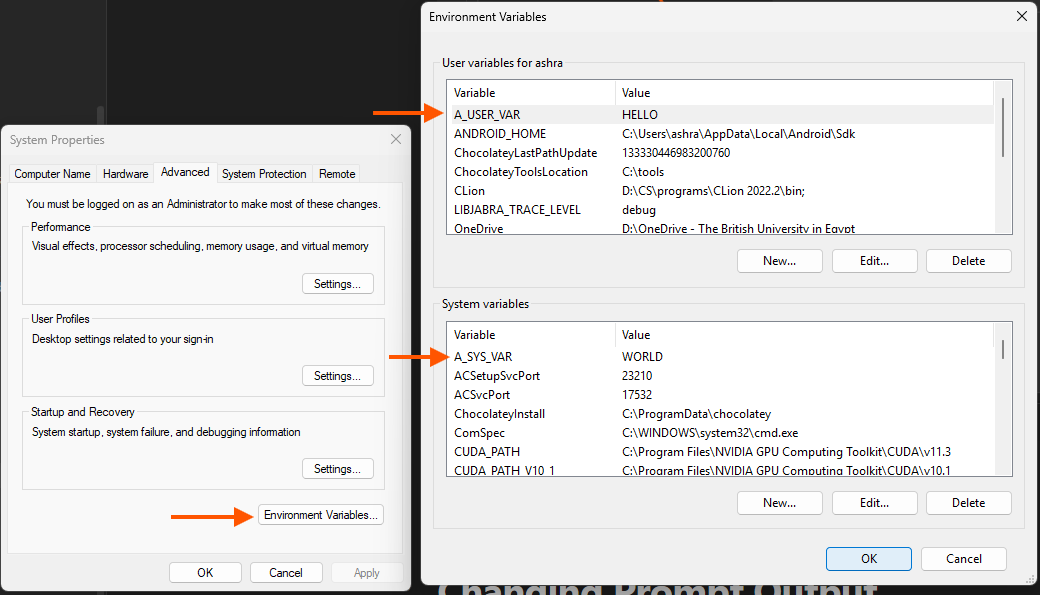 System Properties
Computer Name Hardware Advanced System Protection Remote
You must be logged on as an Administrator to make most of these changes.
Performance
Visual effects, processor scheduling, memory usage, and virtual memory
Settings...
User Profiles
Desktop settings related to your sign-in
Settings...
Startup and Recovery
System startup, system failure, and debugging information
Settings...
Environment Variables...
OK Cancel Apply
Environment Variables
User variables for ashra
Variable Value
A_USER_VAR HELLO
ANDROID_HOME C:\Users\ashra\AppData\Local\Android\Sdk
ChocolateyLastPathUpdate 133330446983200760
ChocolateyToolsLocation C:\tools
CLion D:\CS\programs\CLion 2022.2\bin;
LIBJABRA_TRACE_LEVEL debug
OneDrive D:\OneDrive - The British University in Egypt
New... Edit... Delete
System variables
Variable Value
A_SYS_VAR WORLD
ACSetupSvcPort 23210
ACSvcPort 17532
ChocolateyInstall C:\ProgramData\chocolatey
ComSpec C:\WINDOWS\system32\cmd.exe
CUDA_PATH C:\Program Files\NVIDIA GPU Computing Toolkit\CUDA\v11.3
CUDA_PATH_V10_1 C:\Program Files\NVIDIA GPU Computing Toolkit\CUDA\v10.1
New... Edit... Delete
OK Cancel
Changing Prompt Output